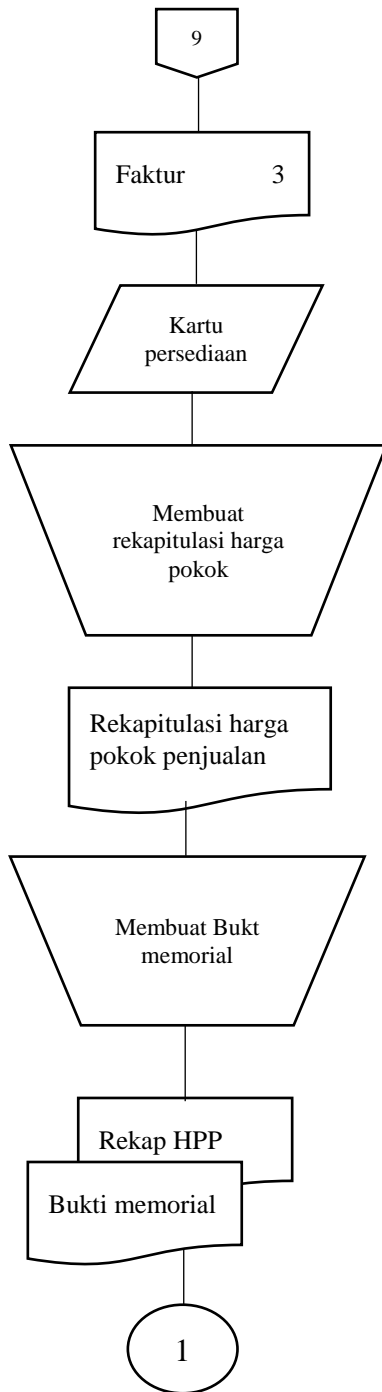 9
Faktur 3
Kartu
persediaan
Membuat
rekapitulasi harga
pokok
Rekapitulasi harga
pokok penjualan
Membuat Bukt
memorial
Rekap HPP
Bukti memorial
1